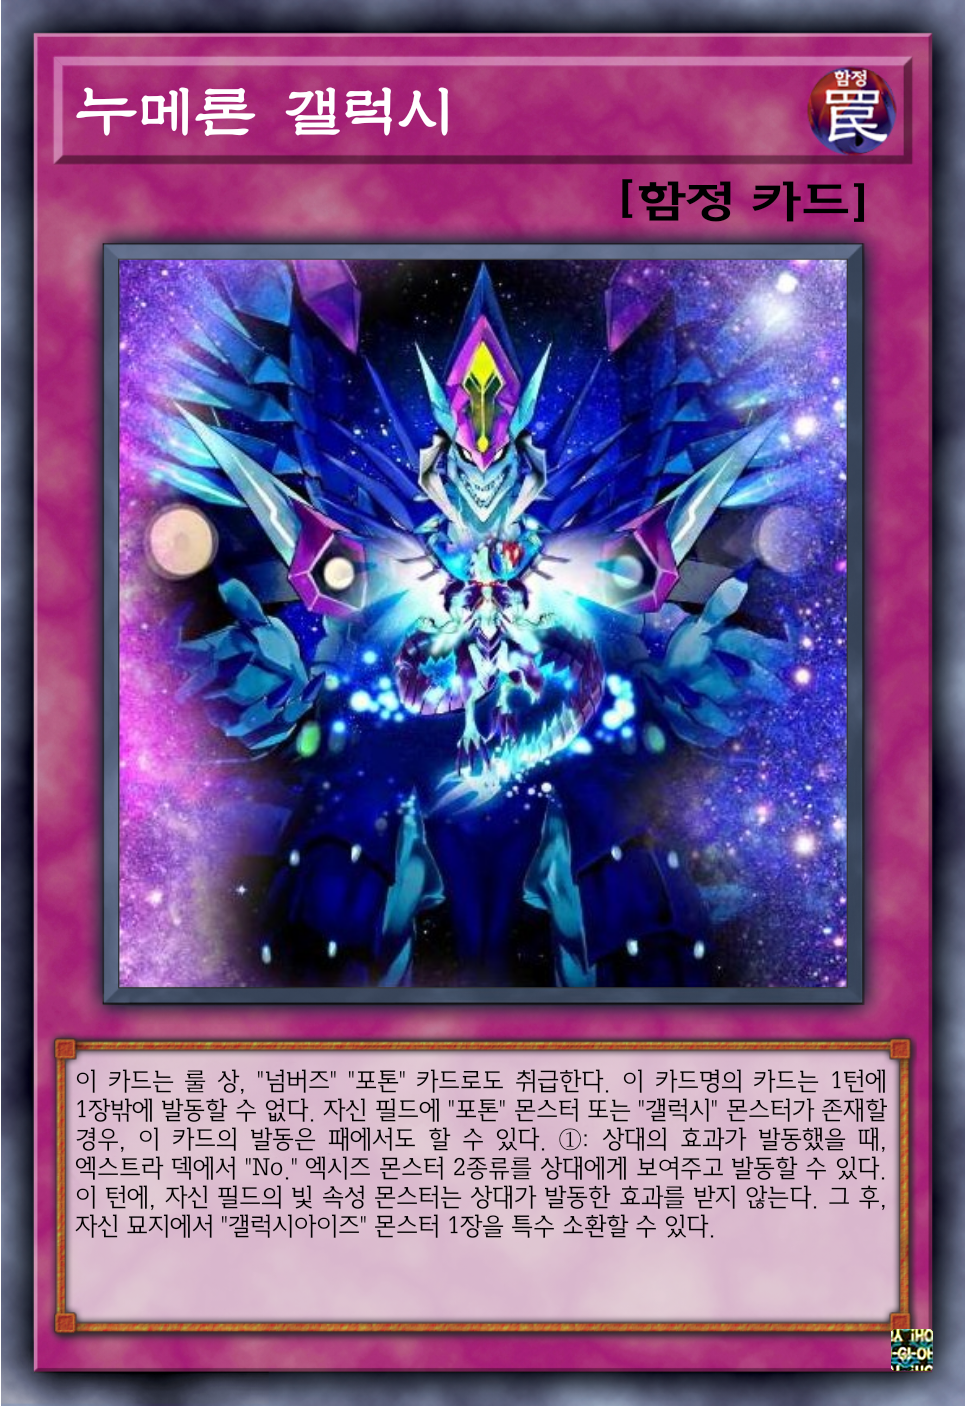 누메론 갤럭시
함정
罠
[함정 카드]
이 카드는 룰 상, "넘버즈" "포톤" 카드로도 취급한다. 이 카드명의 카드는 1턴에
1장밖에 발동할 수 없다. 자신 필드에 "포톤" 몬스터 또는 "갤럭시" 몬스터가 존재할
경우, 이 카드의 발동은 패에서도 할 수 있다. ①: 상대의 효과가 발동했을 때,
엑스트라 덱에서 "No." 엑시즈 몬스터 2종류를 상대에게 보여주고 발동할 수 있다.
이 턴에, 자신 필드의 빛 속성 몬스터는 상대가 발동한 효과를 받지 않는다. 그 후,
자신 묘지에서 "갤럭시아이즈" 몬스터 1장을 특수 소환할 수 있다.